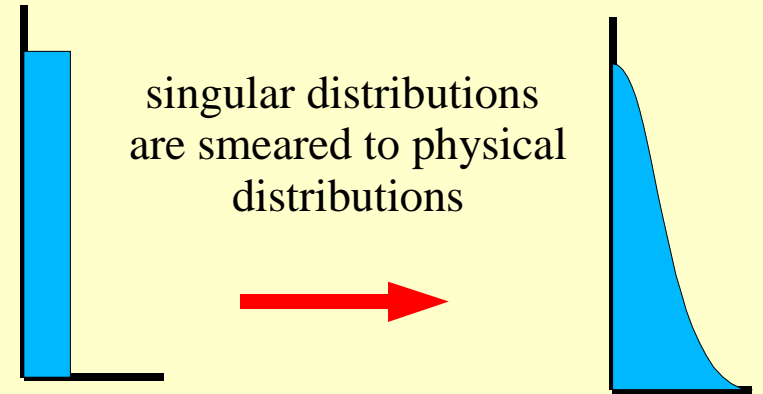 singular distributions
are smeared to physical
distributions